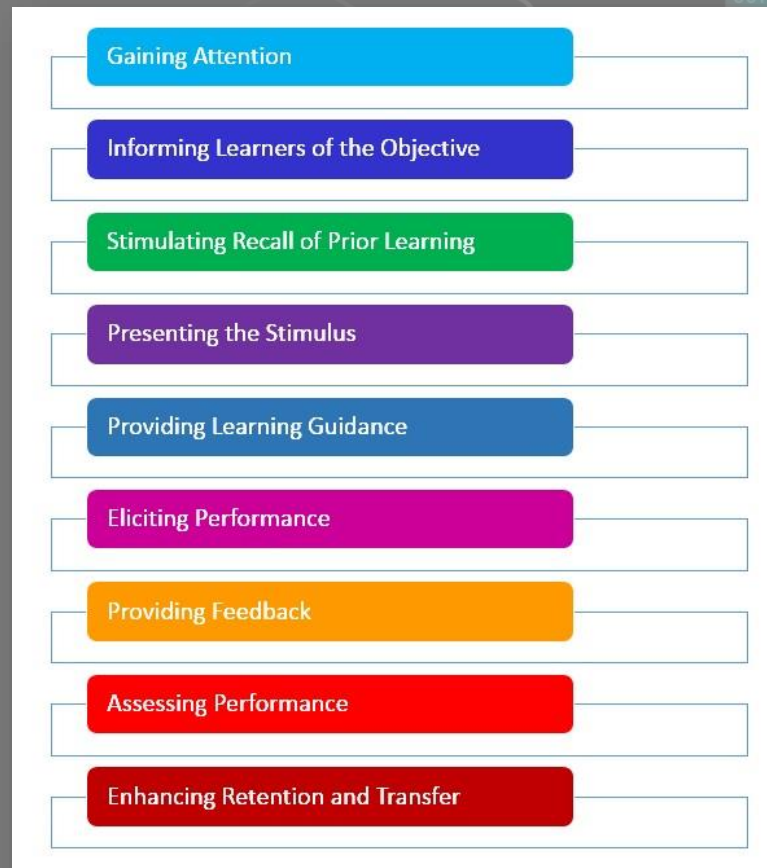 Gaining Attention
Informing Learners of the Objective
Stimulating Recall of Prior Learning
Presenting the Stimulus
Providing Learning Guidance
Eliciting Performance
Providing Feedback
Assessing Performance
Enhancing Retention and Transfer